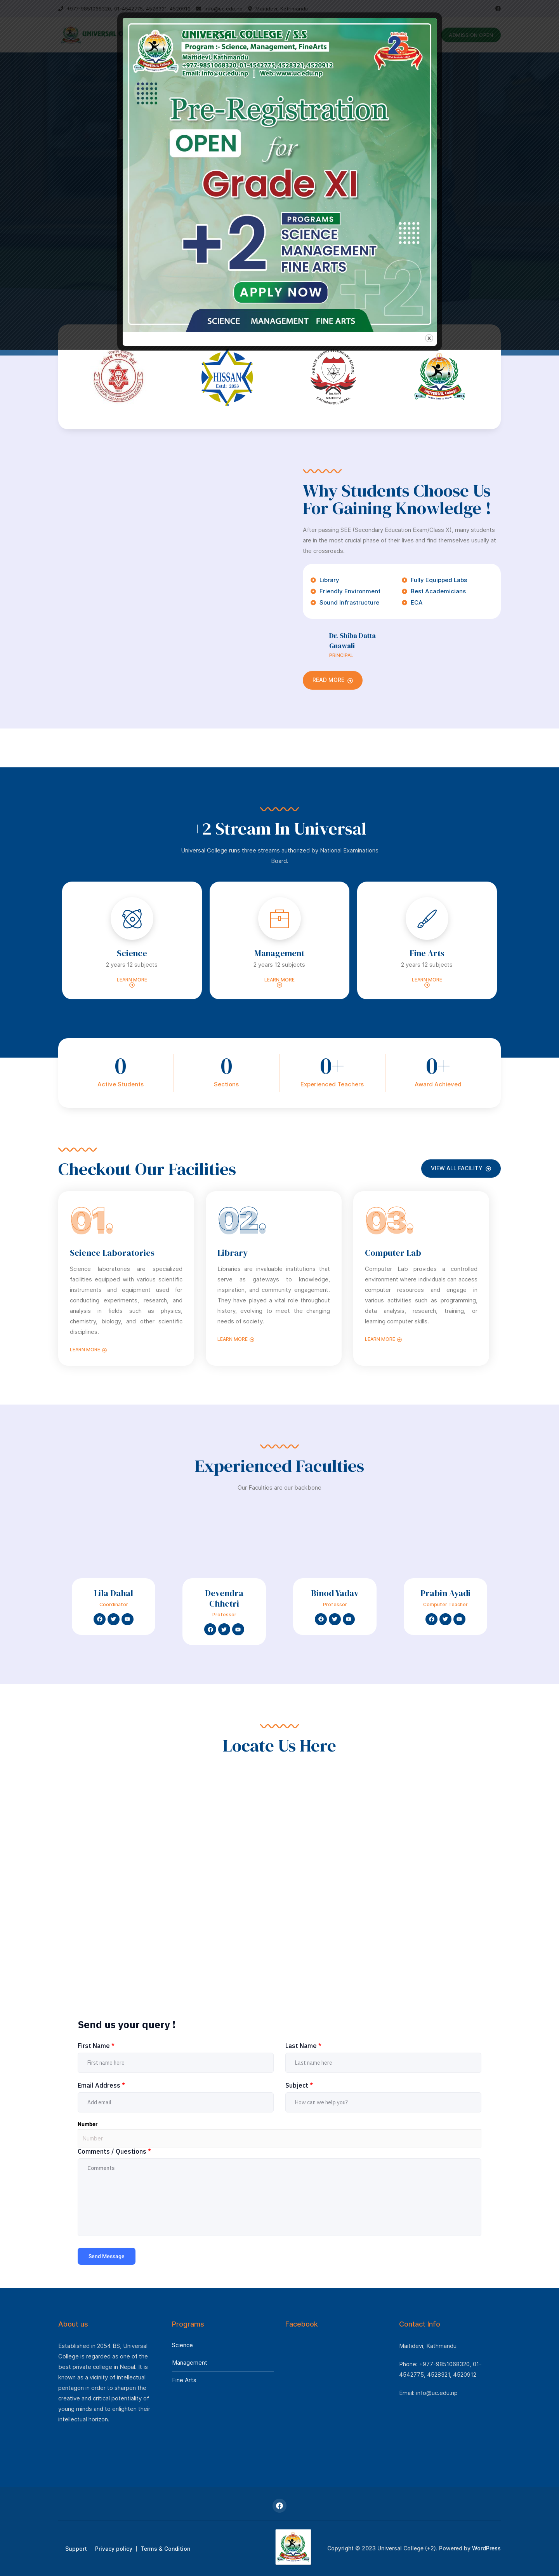 UNIVERSAL COLLEGE / S.S
Program :- Science, Management, FineArts
Maitidevi, Kathmandu
Contact: 9851068320, 01-4542775, 4528321, 4520912
Email: info@uc.edu.np | Web: www.uc.edu.np
Pre-Registration
OPEN for
Grade XI
+2
PROGRAMS
SCIENCE
MANAGEMENT
FINE ARTS
APPLY NOW
SCIENCE MANAGEMENT FINE ARTS
HISSAN
Estd: 2003
Why Students Choose Us
For Gaining Knowledge !
After passing SEE (Secondary Education Exam/Class X), many students
are in the most crucial phase of their lives and find themselves usually at
the crossroads.
Library
Fully Equipped Labs
Friendly Environment
Best Academicians
Sound Infrastructure
ECA
Dr. Shiba Datta
Gnawali
PRINCIPAL
READ MORE
+2 Stream In Universal
Universal College runs three streams authorized by National Examinations
Board.
Science
2 years 12 subjects
LEARN MORE
Management
2 years 12 subjects
LEARN MORE
Fine Arts
2 years 12 subjects
LEARN MORE
0
Active Students
0
Sections
0+
Experienced Teachers
0+
Award Achieved
Checkout Our Facilities
VIEW ALL FACILITY
01.
Science Laboratories
Science laboratories are specialized
facilities equipped with various scientific
instruments and equipment used for
conducting experiments, research, and
analysis in fields such as physics,
chemistry, biology, and other scientific
disciplines.
LEARN MORE
02.
Library
Libraries are invaluable institutions that
serve as gateways to knowledge,
inspiration, and community engagement.
They have played a vital role throughout
history, evolving to meet the changing
needs of society.
LEARN MORE
03.
Computer Lab
Computer Lab provides a controlled
environment where individuals can access
computer resources and engage in
various activities such as programming,
data analysis, research, training, or
learning computer skills.
LEARN MORE
Experienced Faculties
Our Faculties are our backbone
Lila Dahal
Coordinator
Devendra
Chhetri
Professor
Binod Yadav
Professor
Prabin Ayadi
Computer Teacher
Locate Us Here
Send us your query !
First Name *
Last Name *
First name here
Last name here
Email Address *
Subject *
Add email
How can we help you?
Number
Number
Comments / Questions *
Comments
Send Message
About us
Established in 2054 BS, Universal
College is regarded as one of the
best private college in Nepal. It is
known as a vicinity of intellectual
pentagon in order to sharpen the
creative and critical potentiality of
young minds and to enlighten their
intellectual horizon.
Programs
Science
Management
Fine Arts
Facebook
Contact Info
Maitidevi, Kathmandu
Phone: +977-9851068320, 01-
4542775, 4528321, 4520912
Email: info@uc.edu.np
Support | Privacy policy | Terms & Condition
Copyright © 2023 Universal College (+2). Powered by WordPress